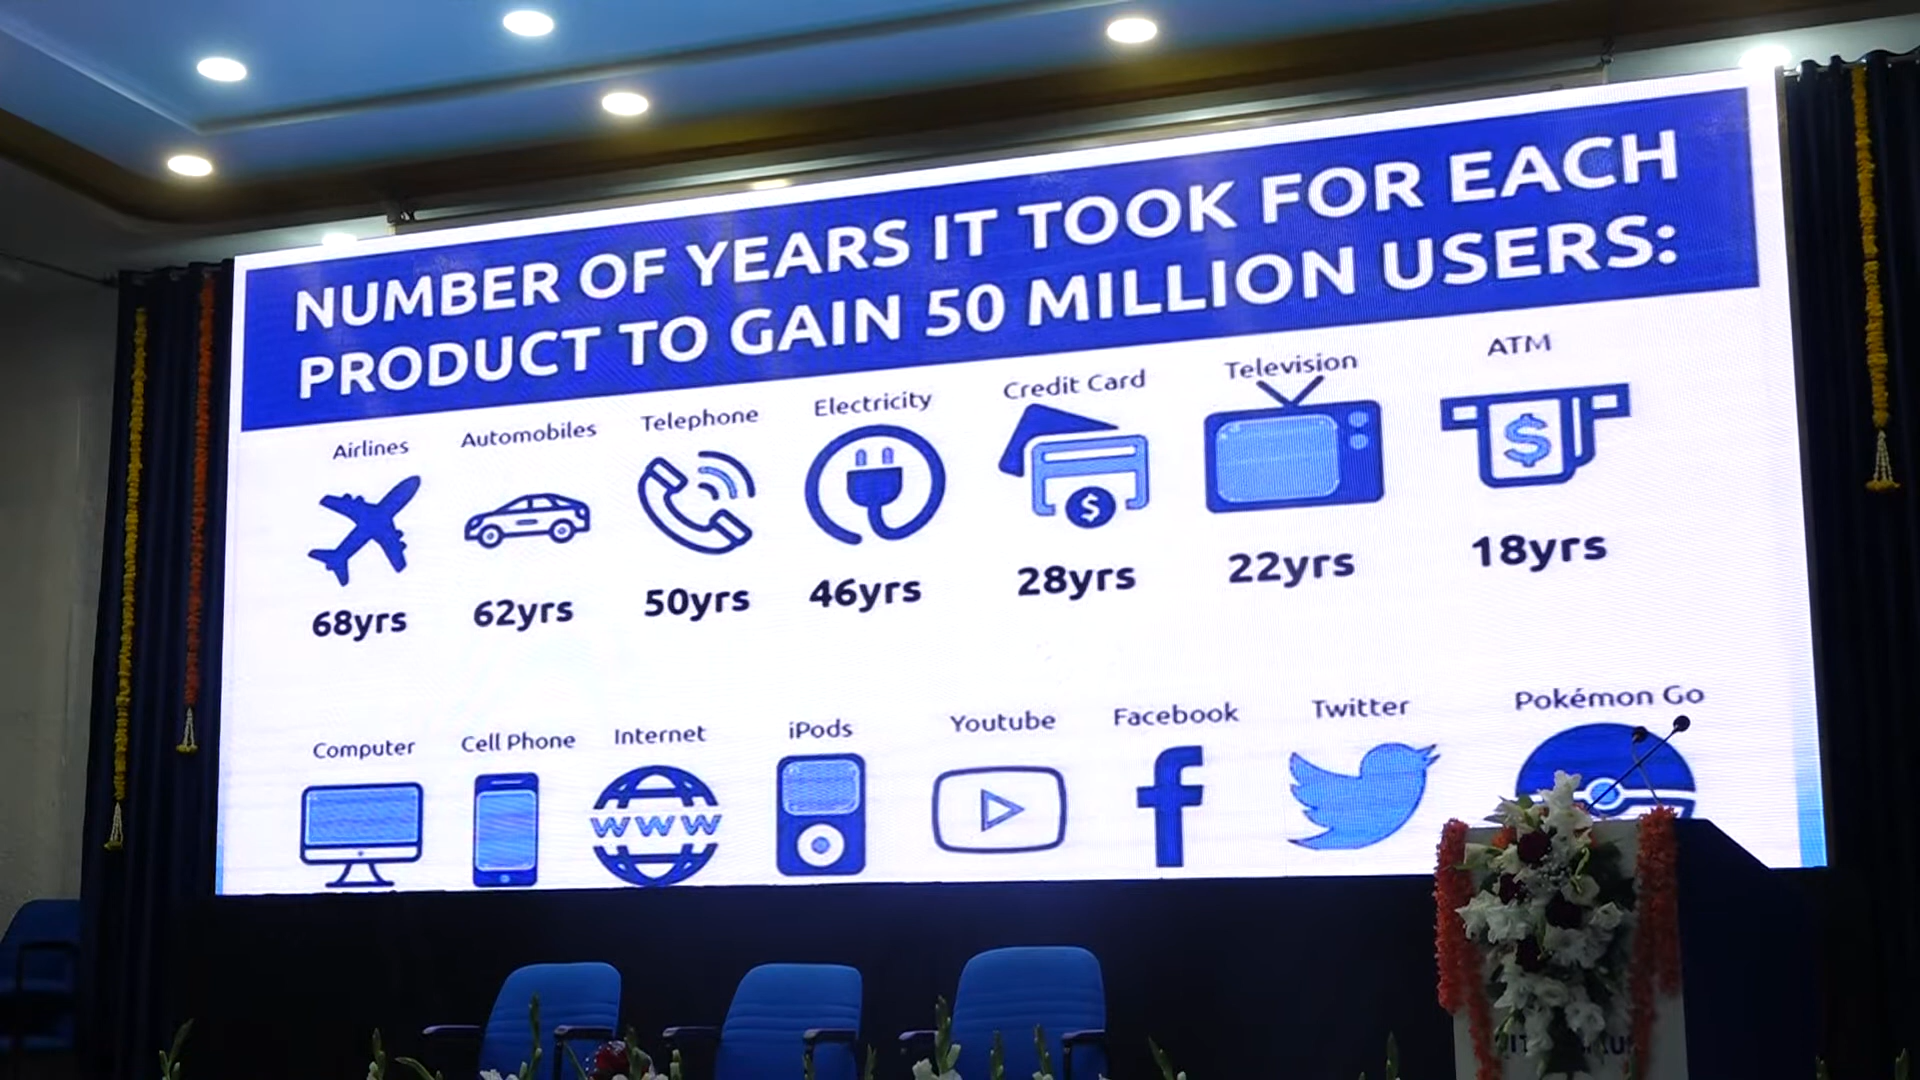 NUMBER OF YEARS IT TOOK FOR EACH
PRODUCT TO GAIN 50 MILLION USERS:
Airlines
Automobiles
Telephone
Electricity
Credit Card
Television
ATM
$
$
68yrs
62yrs
50yrs
46yrs
28yrs
22yrs
18yrs
Computer
Cell Phone
Internet
iPods
Youtube
Facebook
Twitter
Pokémon Go
www
f